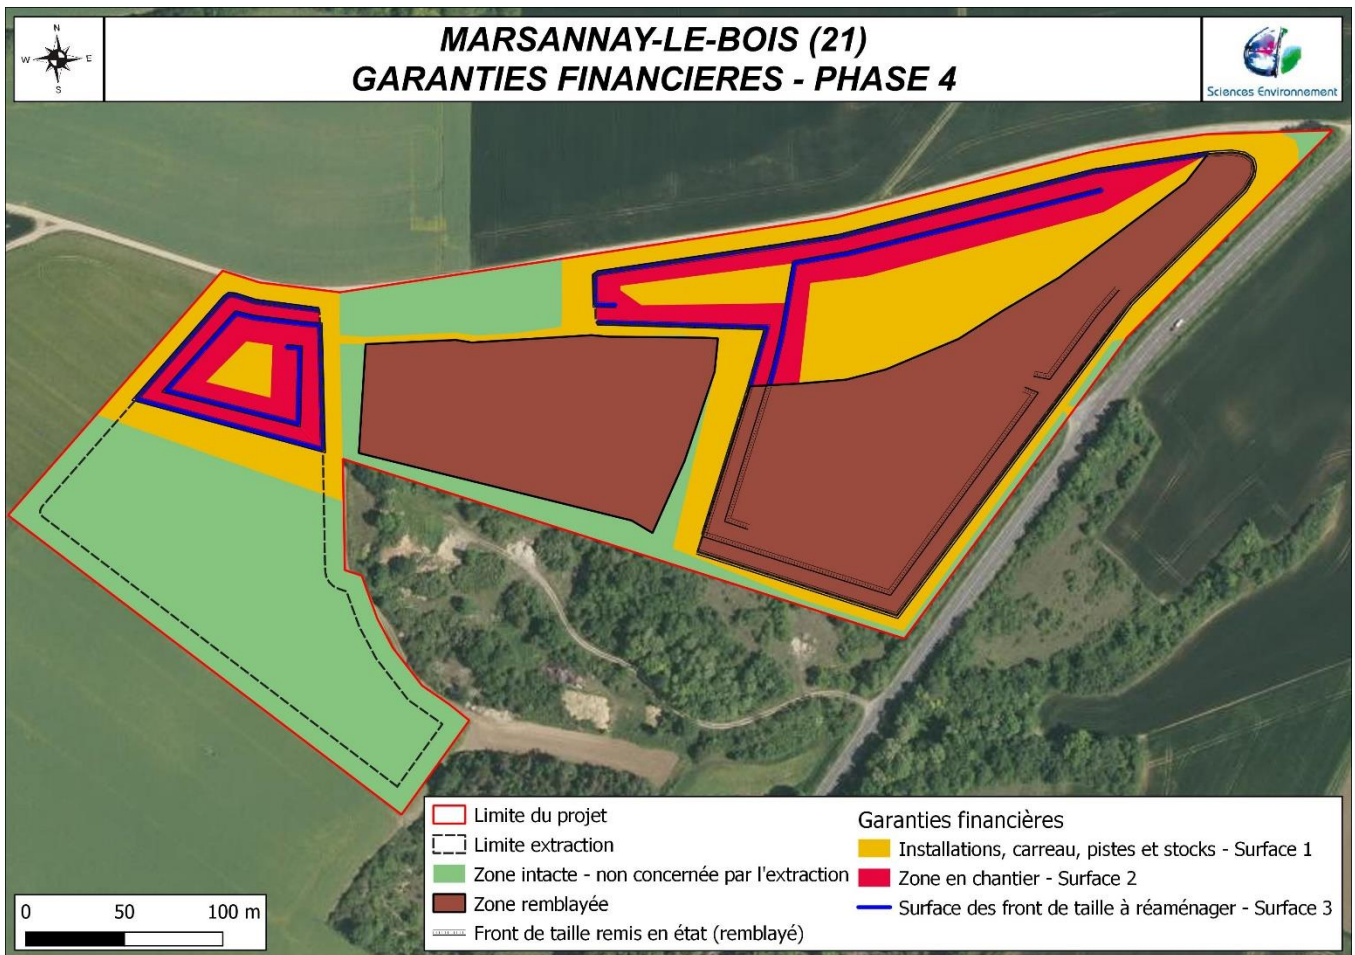 N
W E
S
MARSANNAY-LE-BOIS (21)
GARANTIES FINANCIERES - PHASE 4
Sciences Environnement
Limite du projet
Limite extraction
Zone intacte - non concernée par l'extraction
Zone remblayée
Front de taille remis en état (remblayé)
Garanties financières
Installations, carreau, pistes et stocks - Surface 1
Zone en chantier - Surface 2
Surface des front de taille à réaménager - Surface 3
0 50 100 m